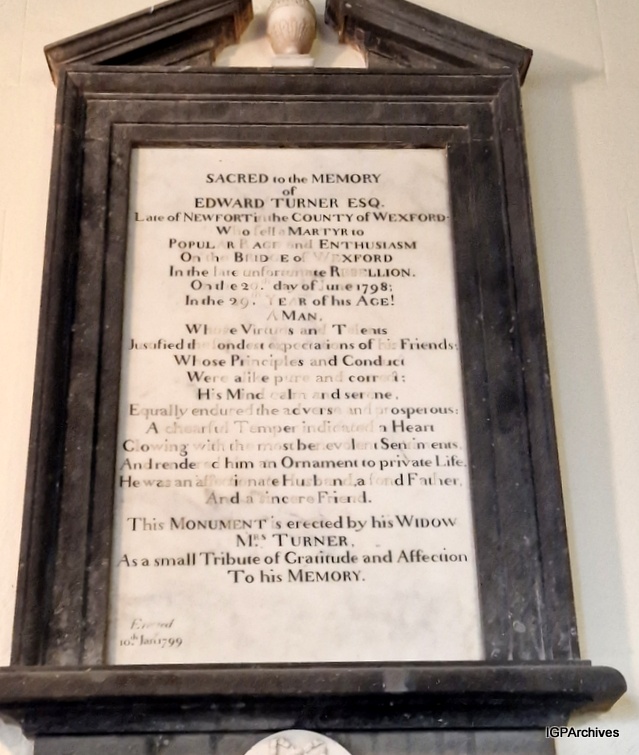 SACRED to the MEMORY
of
EDWARD TURNER ESQ.
Late of NEWFORT in the COUNTY of WEXFORD:
Who fell a MARTYR to
POPULAR RAGE and ENTHUSIASM
On the BRIDGE of WEXFORD
In the late unfortunate REBELLION.
On the 20th. day of June 1798;
In the 29th. YEAR of his AGE!
A MAN,
Whose Virtues and Talents
Justified the fondest expectations of his Friends;
Whose Principles and Conduct
Were alike pure and correct;
His Mind calm and serene,
Equally endured the adverse and prosperous:
A chearful Temper indicated a Heart
Glowing with the most benevolent Sentiments.
And rendered him an Ornament to private Life.
He was an affectionate Husband, a fond Father,
And a sincere Friend.
This MONUMENT is erected by his WIDOW
Mrs TURNER,
As a small Tribute of Gratitude and Affection
To his MEMORY.
10th Jan 1799
IGPArchives